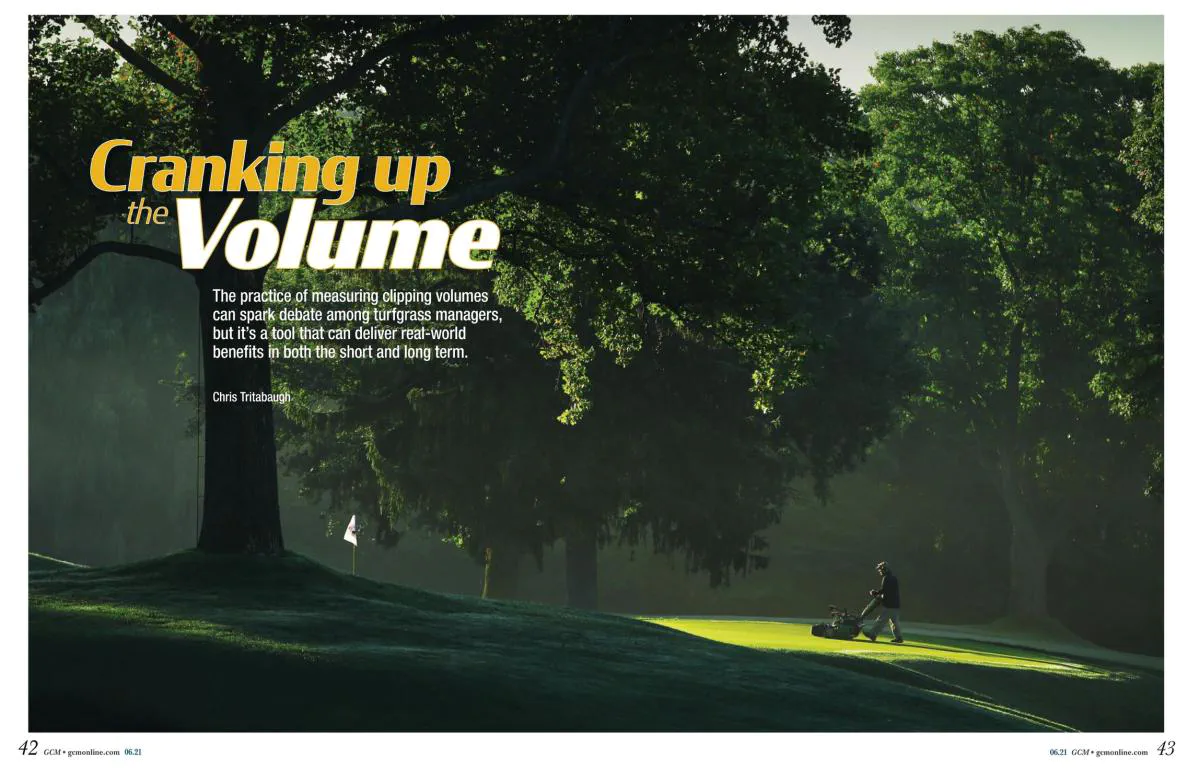 Cranking up
the Volume
The practice of measuring clipping volumes
can spark debate among turfgrass managers,
but it's a tool that can deliver real-world
benefits in both the short and long term.
Chris Tritabaugh
42 GCM • gcmonline.com 06.21
06.21 GCM • gcmonline.com 43